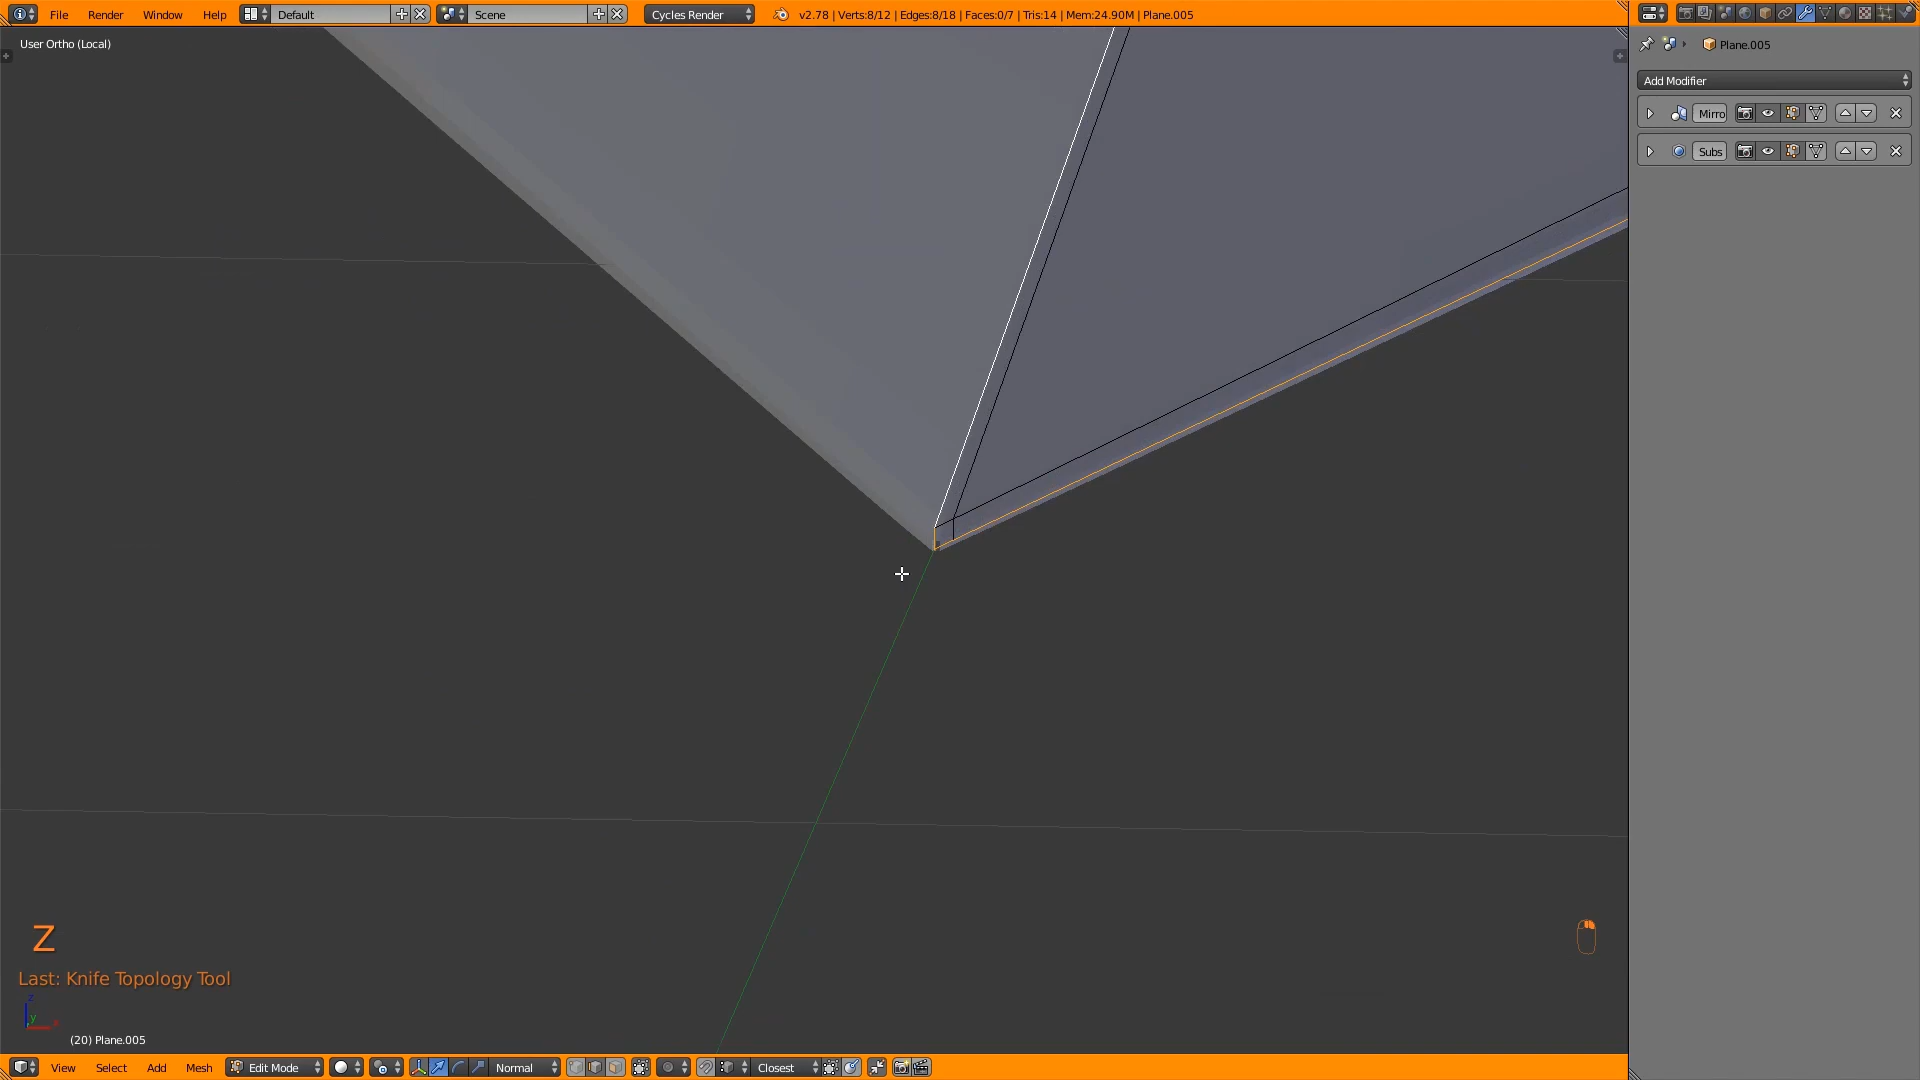 File Render Window Help Default Scene Cycles Render v2.78 | Verts:8/12 | Edges:8/18 | Faces:0/7 | Tris:14 | Mem:24.90M | Plane.005
User Ortho (Local)
Plane.005
Add Modifier
Mirro
Subs
Z
Last: Knife Topology Tool
z
y
x
(20) Plane.005
View Select Add Mesh Edit Mode Normal Closest